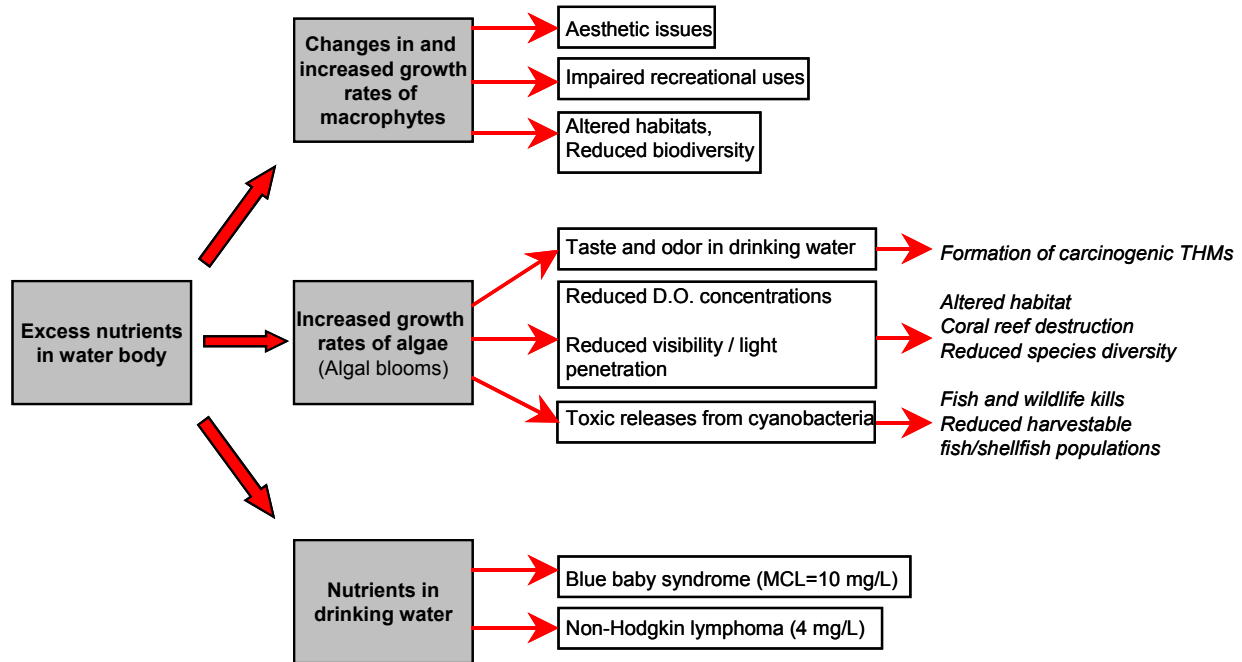 Changes in and
increased growth
rates of
macrophytes
Aesthetic issues
Impaired recreational uses
Altered habitats,
Reduced biodiversity
Excess nutrients
in water body
Increased growth
rates of algae
(Algal blooms)
Taste and odor in drinking water
Formation of carcinogenic THMs
Reduced D.O. concentrations
Reduced visibility / light
penetration
Altered habitat
Coral reef destruction
Reduced species diversity
Toxic releases from cyanobacteria
Fish and wildlife kills
Reduced harvestable
fish/shellfish populations
Nutrients in
drinking water
Blue baby syndrome (MCL=10 mg/L)
Non-Hodgkin lymphoma (4 mg/L)